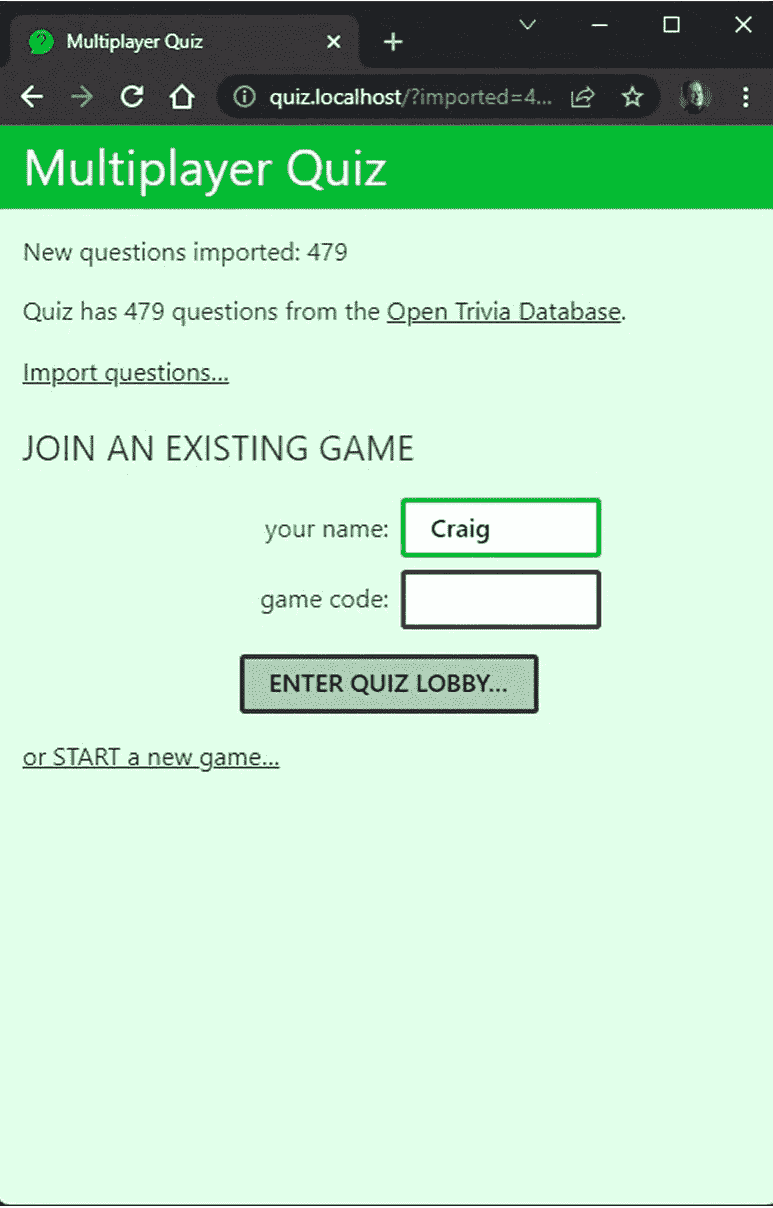 Multiplayer Quiz
quiz.localhost/?imported=4...
Multiplayer Quiz
New questions imported: 479
Quiz has 479 questions from the Open Trivia Database.
Import questions...
JOIN AN EXISTING GAME
your name: Craig
game code:
ENTER QUIZ LOBBY...
or START a new game...